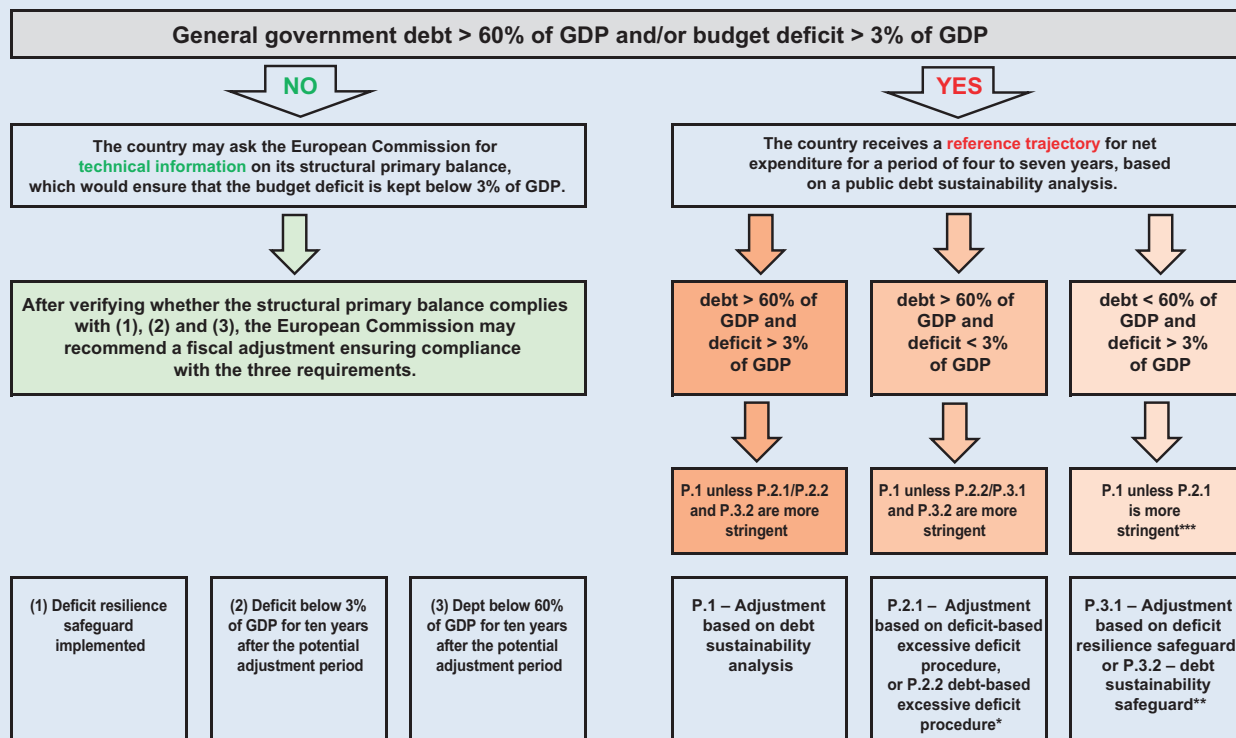 General government debt > 60% of GDP and/or budget deficit > 3% of GDP
NO
YES
The country may ask the European Commission for
technical information on its structural primary balance,
which would ensure that the budget deficit is kept below 3% of GDP.
The country receives a reference trajectory for net
expenditure for a period of four to seven years, based
on a public debt sustainability analysis.
After verifying whether the structural primary balance complies
with (1), (2) and (3), the European Commission may
recommend a fiscal adjustment ensuring compliance
with the three requirements.
debt > 60% of
GDP and
deficit > 3%
of GDP
debt > 60% of
GDP and
deficit < 3%
of GDP
debt < 60% of
GDP and
deficit > 3%
of GDP
P.1 unless P.2.1/P.2.2
and P.3.2 are more
stringent
P.1 unless P.2.2/P.3.1
and P.3.2 are more
stringent
P.1 unless P.2.1
is more
stringent***
(1) Deficit resilience
safeguard
implemented
(2) Deficit below 3%
of GDP for ten years
after the potential
adjustment period
(3) Dept below 60%
of GDP for ten years
after the potential
adjustment period
P.1 – Adjustment
based on debt
sustainability
analysis
P.2.1 – Adjustment
based on deficit-based
excessive deficit
procedure,
or P.2.2 debt-based
excessive deficit
procedure*
P.3.1 – Adjustment
based on deficit
resilience safeguard
or P.3.2 – debt
sustainability
safeguard**